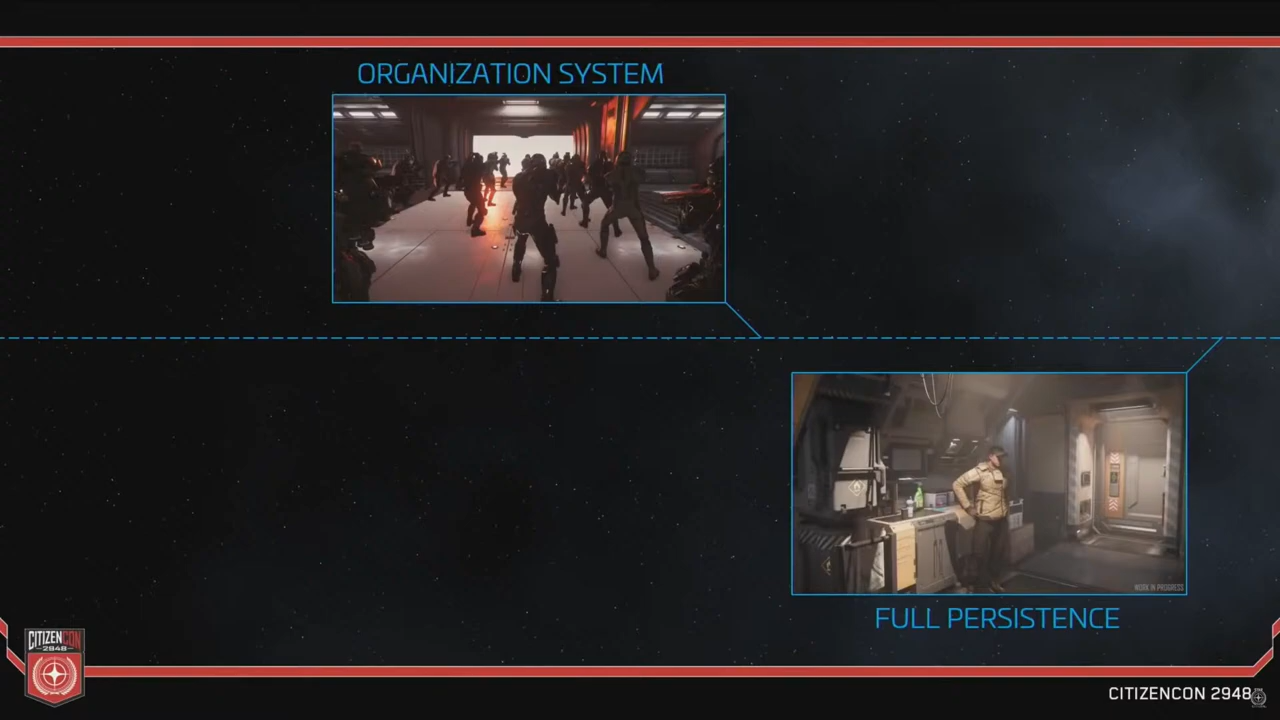 ORGANIZATION SYSTEM
WORK IN PROGRESS
FULL PERSISTENCE
CITIZENCON
2948
CITIZENCON 2948